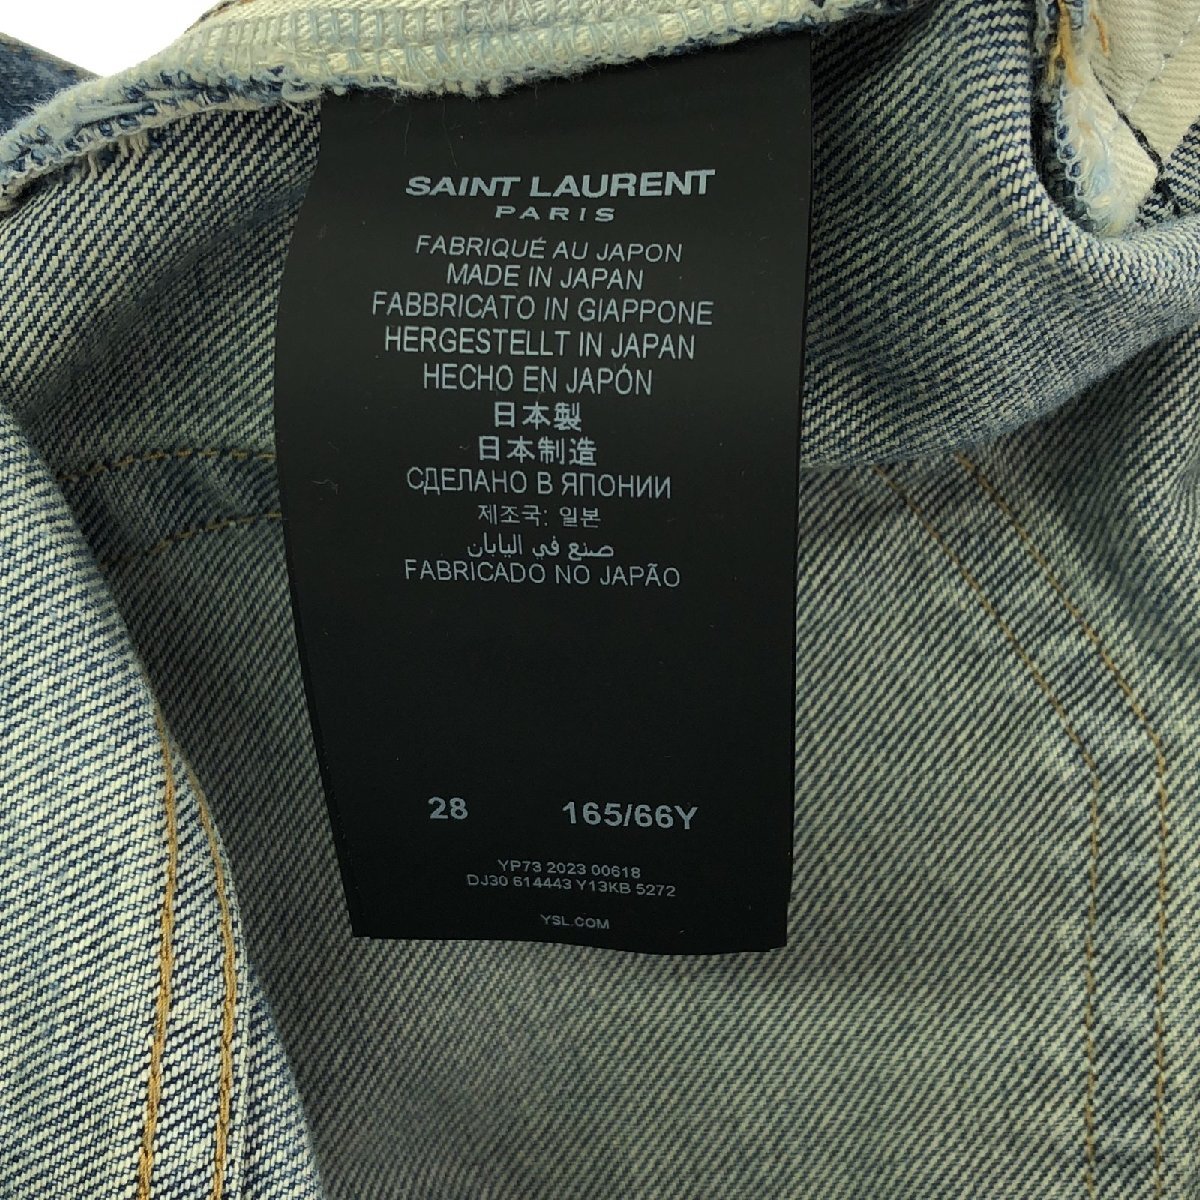 SAINT LAURENT
PARIS
FABRIQUÉ AU JAPON
MADE IN JAPAN
FABBRICATO IN GIAPPONE
HERGESTELLT IN JAPAN
HECHO EN JAPÓN
日本製
日本制造
СДЕЛАНО В ЯПОНИИ
제조국: 일본
صنع في اليابان
FABRICADO NO JAPÃO
28 165/66Y
YP73 2023 00618
DJ30 614443 Y13KB 5272
YSL.COM